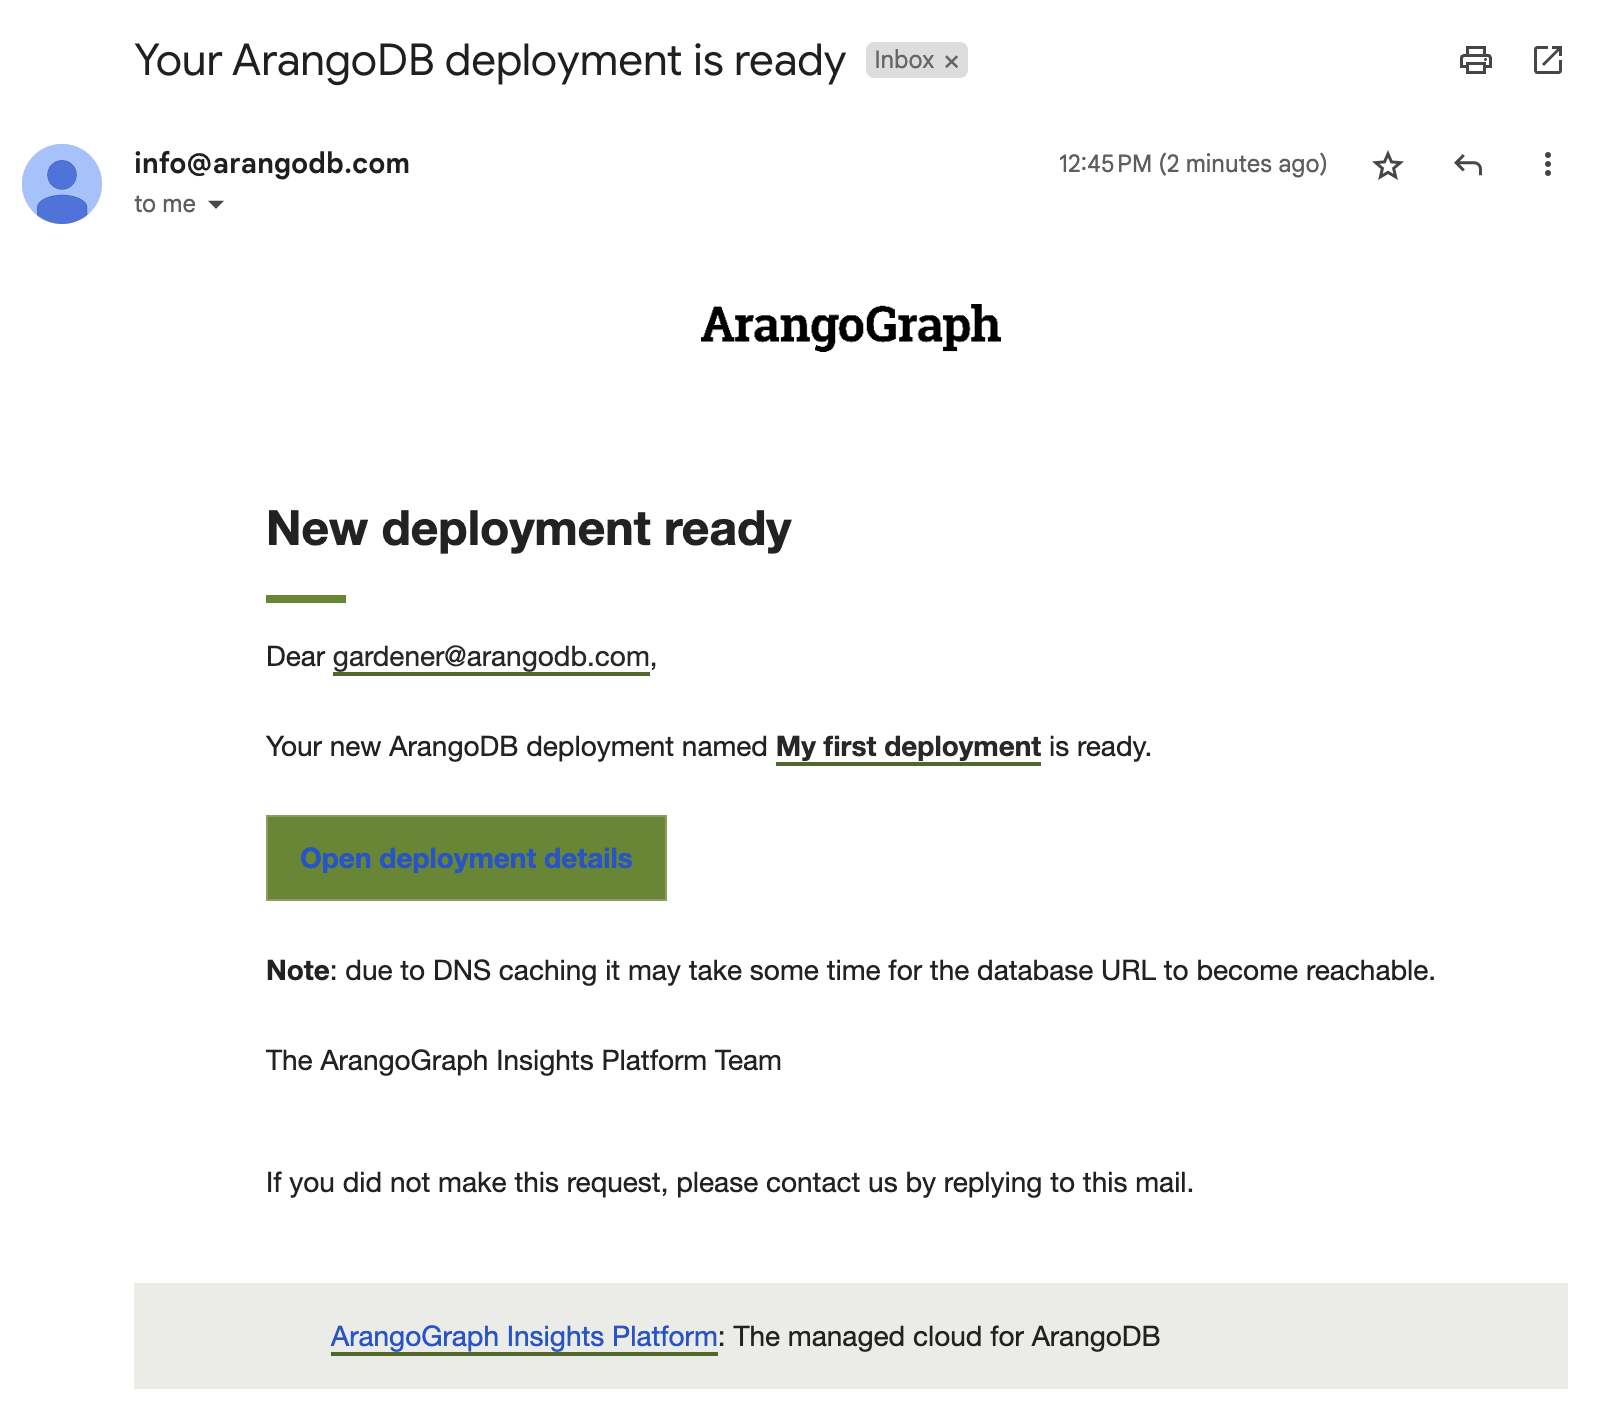 Your ArangoDB deployment is ready Inbox ×
info@arangodb.com 12:45 PM (2 minutes ago)
to me
ArangoGraph
New deployment ready
Dear gardener@arangodb.com,
Your new ArangoDB deployment named My first deployment is ready.
Open deployment details
Note: due to DNS caching it may take some time for the database URL to become reachable.
The ArangoGraph Insights Platform Team
If you did not make this request, please contact us by replying to this mail.
ArangoGraph Insights Platform: The managed cloud for ArangoDB